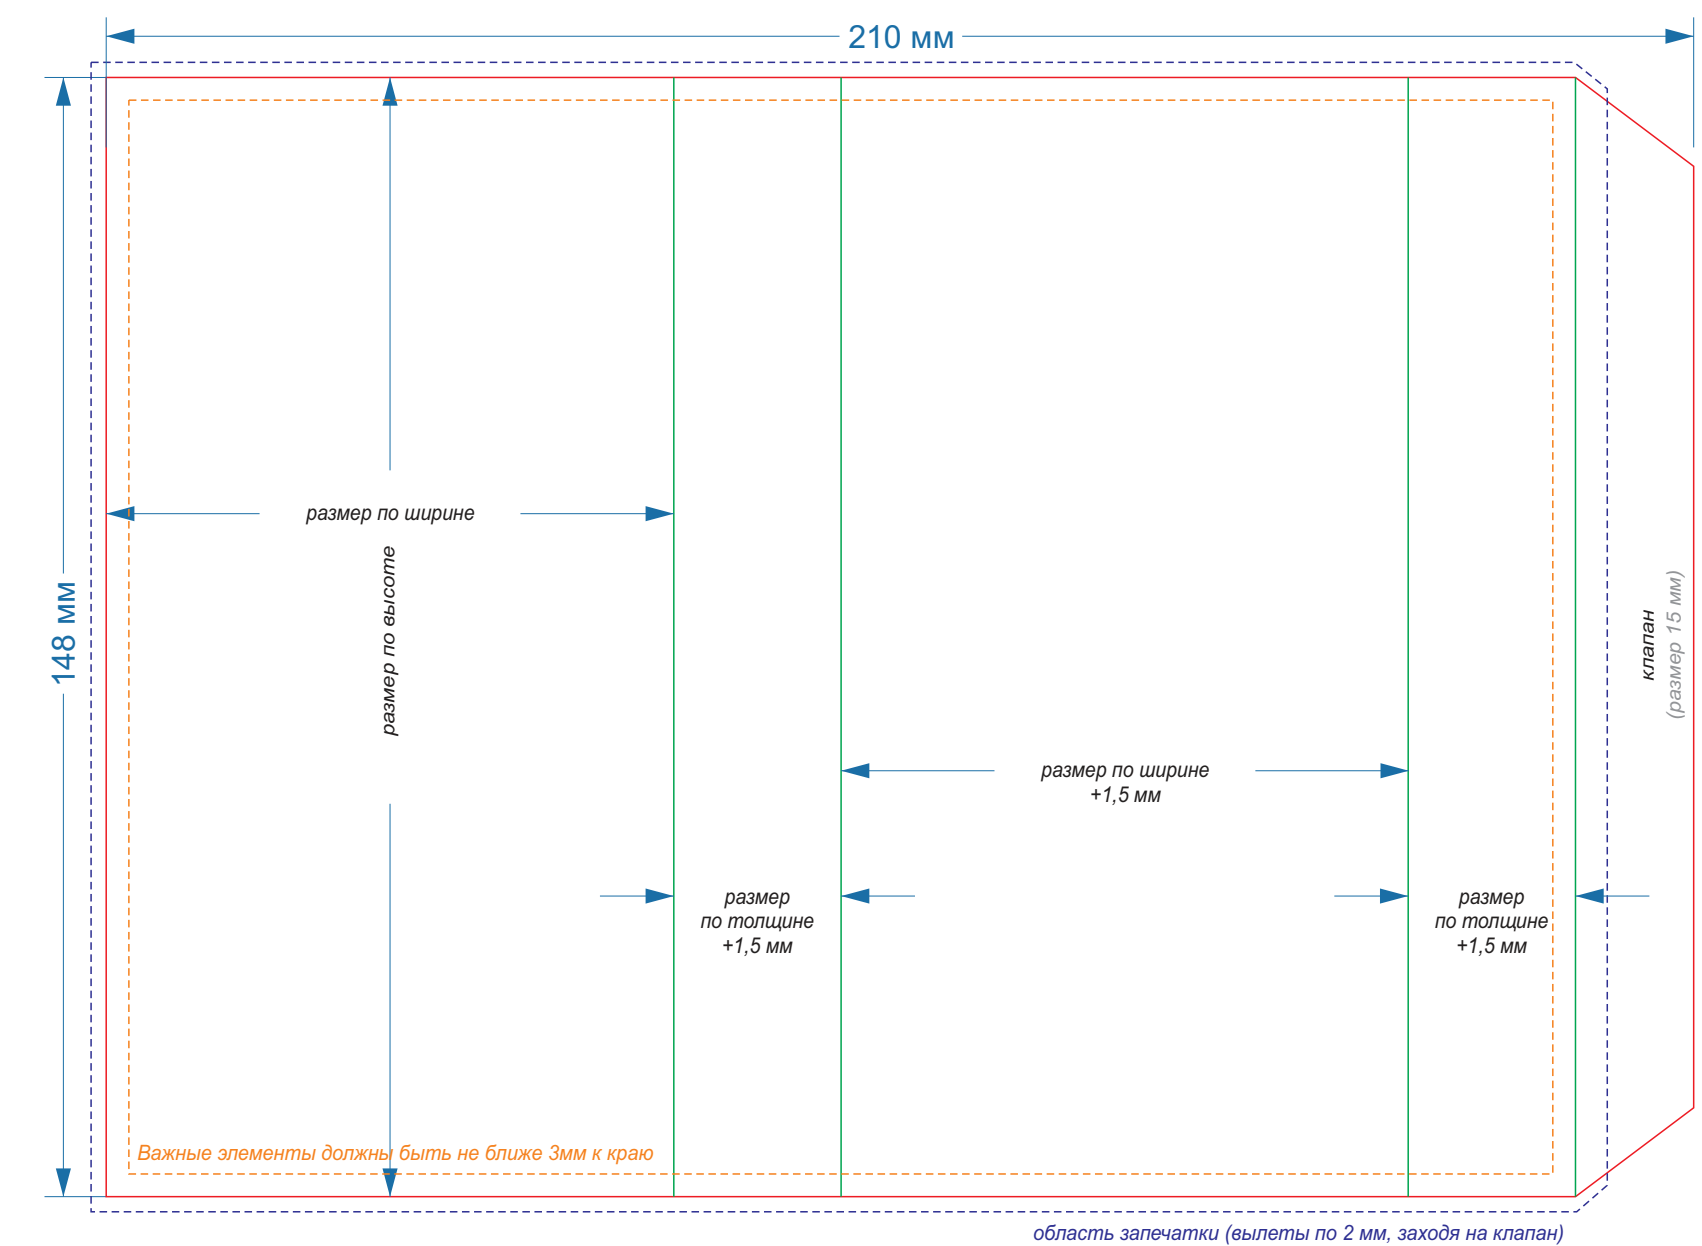 210 мм
148 мм
размер по ширине
размер по высоте
клапан
(размер 15 мм)
размер по ширине
+1,5 мм
размер
по толщине
+1,5 мм
размер
по толщине
+1,5 мм
Важные элементы должны быть не ближе 3мм к краю
область запечатки (вылеты по 2 мм, заходя на клапан)